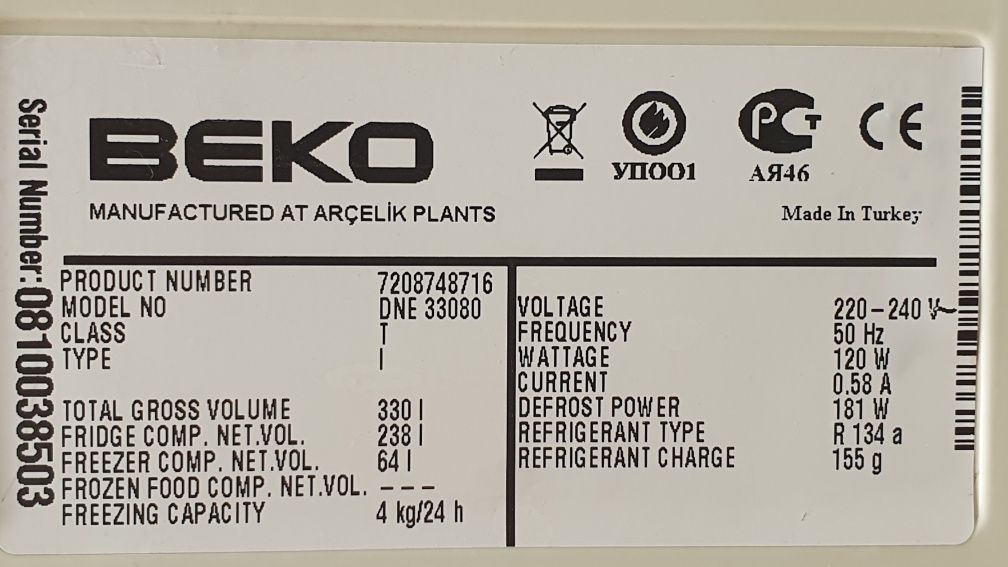 BEKO
MANUFACTURED AT ARÇELİK PLANTS
УП001
РСТ
АЯ46
CE
Made In Turkey
Serial Number:0810038503
PRODUCT NUMBER 7208748716
MODEL NO DNE 33080
CLASS T
TYPE I
TOTAL GROSS VOLUME 330 l
FRIDGE COMP. NET.VOL. 238 l
FREEZER COMP. NET.VOL. 64 l
FROZEN FOOD COMP. NET.VOL. ---
FREEZING CAPACITY 4 kg/24 h
VOLTAGE 220-240 V~
FREQUENCY 50 Hz
WATTAGE 120 W
CURRENT 0.58 A
DEFROST POWER 181 W
REFRIGERANT TYPE R 134 a
REFRIGERANT CHARGE 155 g